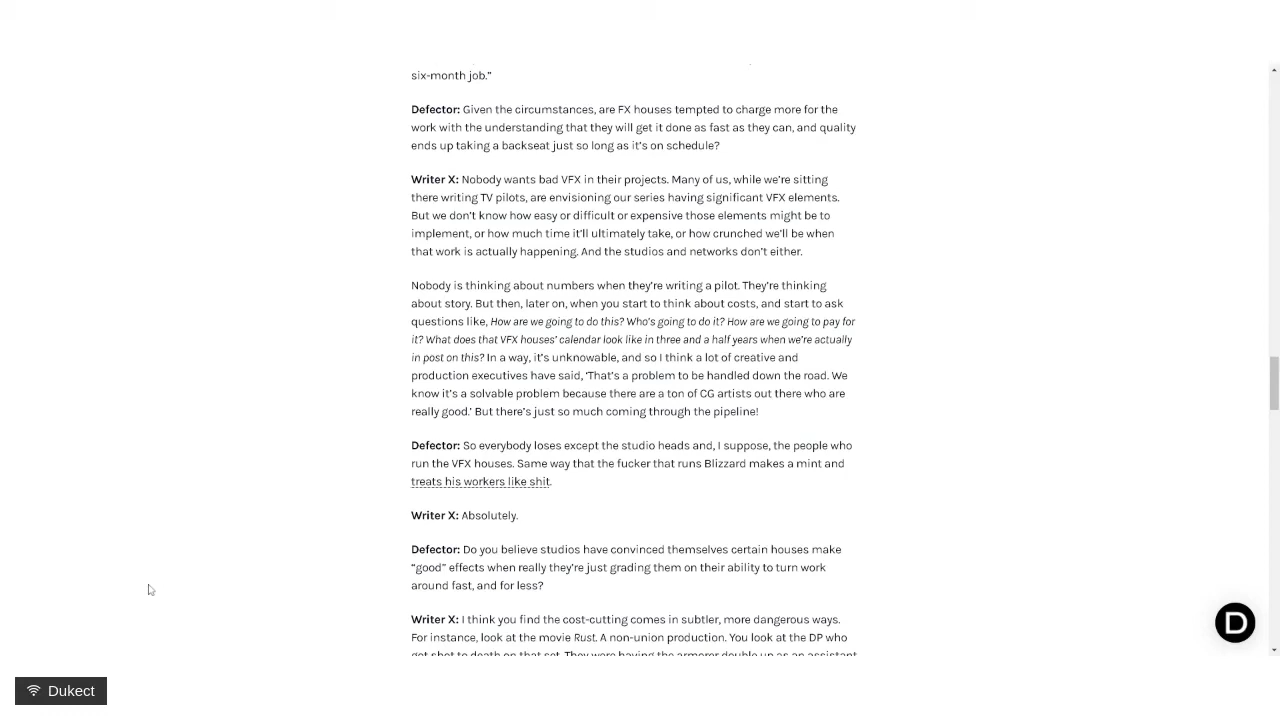 six-month job.”
Defector: Given the circumstances, are FX houses tempted to charge more for the
work with the understanding that they will get it done as fast as they can, and quality
ends up taking a backseat just so long as it’s on schedule?
Writer X: Nobody wants bad VFX in their projects. Many of us, while we’re sitting
there writing TV pilots, are envisioning our series having significant VFX elements.
But we don’t know how easy or difficult or expensive those elements might be to
implement, or how much time it’ll ultimately take, or how crunched we’ll be when
that work is actually happening. And the studios and networks don’t either.
Nobody is thinking about numbers when they’re writing a pilot. They’re thinking
about story. But then, later on, when you start to think about costs, and start to ask
questions like, How are we going to do this? Who’s going to do it? How are we going to pay for
it? What does that VFX houses’ calendar look like in three and a half years when we’re actually
in post on this? In a way, it’s unknowable, and so I think a lot of creative and
production executives have said, ‘That’s a problem to be handled down the road. We
know it’s a solvable problem because there are a ton of CG artists out there who are
really good.’ But there’s just so much coming through the pipeline!
Defector: So everybody loses except the studio heads and, I suppose, the people who
run the VFX houses. Same way that the fucker that runs Blizzard makes a mint and
treats his workers like shit.
Writer X: Absolutely.
Defector: Do you believe studios have convinced themselves certain houses make
“good” effects when really they’re just grading them on their ability to turn work
around fast, and for less?
Writer X: I think you find the cost-cutting comes in subtler, more dangerous ways.
For instance, look at the movie Rust. A non-union production. You look at the DP who
got shot to death on that set. They were having the armorer double up as an assistant
D
Dukect